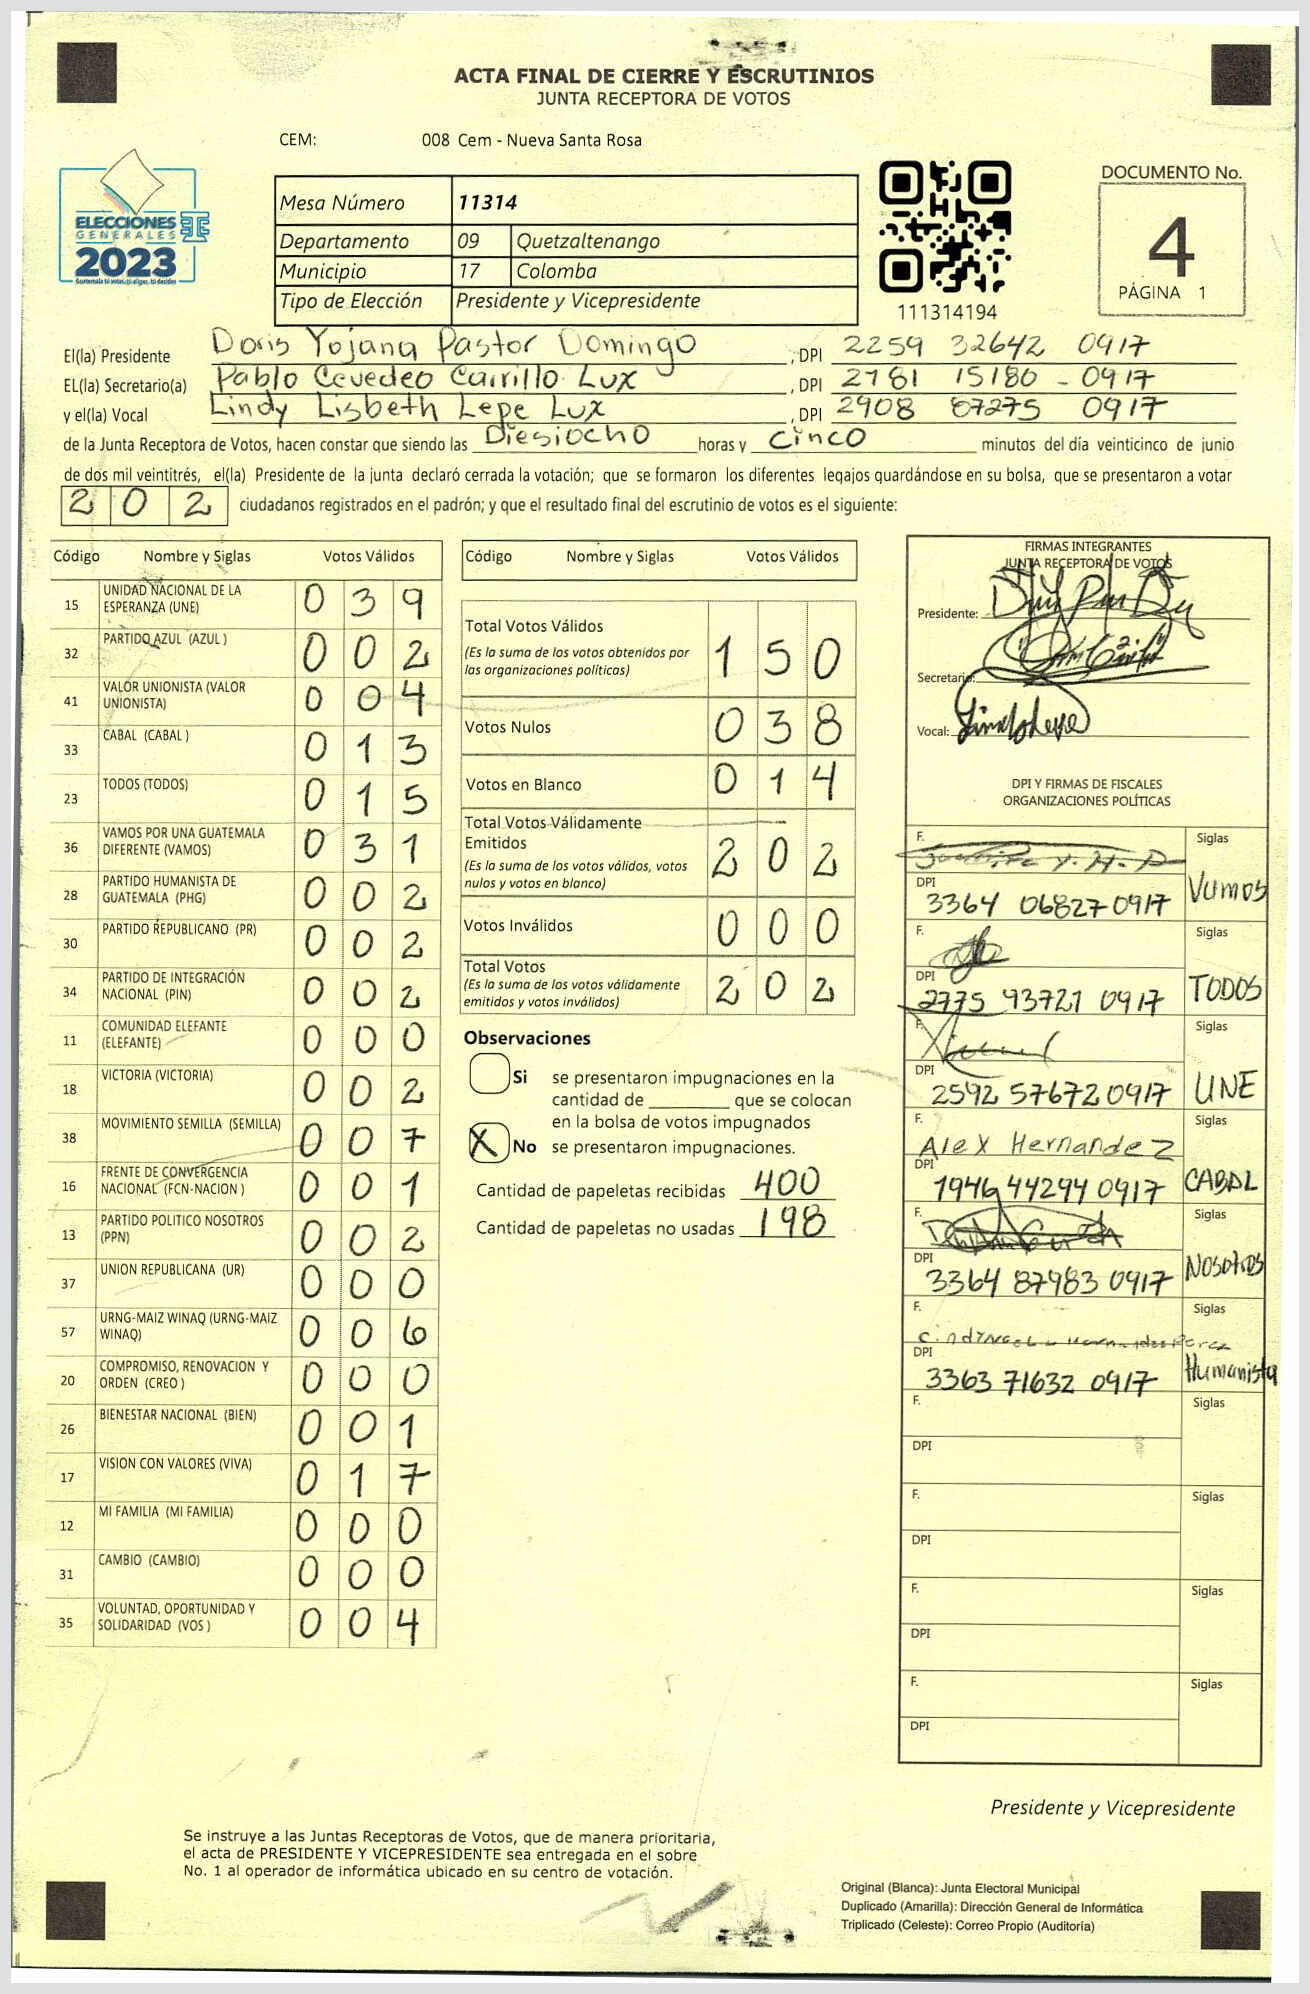 ACTA FINAL DE CIERRE Y ESCRUTINIOS
JUNTA RECEPTORA DE VOTOS
CEM: 008 Cem - Nueva Santa Rosa
ELECCIONES
GENERALES
2023
Guatemala tú votas, tú eliges, tú decides
Mesa Número 11314
Departamento 09 Quetzaltenango
Municipio 17 Colomba
Tipo de Elección Presidente y Vicepresidente
111314194
DOCUMENTO No.
4
PÁGINA 1
El(la) Presidente Doris Yojana Pastor Domingo , DPI 2259 32642 0917
EL(la) Secretario(a) Pablo Cevedeo Carrillo Lux , DPI 2781 15180 - 0917
y el(la) Vocal Lindy Lisbeth Lepe Lux , DPI 2908 87275 0917
de la Junta Receptora de Votos, hacen constar que siendo las Diesiocho horas y cinco minutos del día veinticinco de junio
de dos mil veintitrés, el(la) Presidente de la junta declaró cerrada la votación; que se formaron los diferentes legajos guardándose en su bolsa, que se presentaron a votar
202 ciudadanos registrados en el padrón; y que el resultado final del escrutinio de votos es el siguiente:
Código Nombre y Siglas Votos Válidos
15 UNIDAD NACIONAL DE LA ESPERANZA (UNE) 0 3 9
32 PARTIDO AZUL (AZUL ) 0 0 2
41 VALOR UNIONISTA (VALOR UNIONISTA) 0 0 4
33 CABAL (CABAL ) 0 1 3
23 TODOS (TODOS) 0 1 5
36 VAMOS POR UNA GUATEMALA DIFERENTE (VAMOS) 0 3 1
28 PARTIDO HUMANISTA DE GUATEMALA (PHG) 0 0 2
30 PARTIDO REPUBLICANO (PR) 0 0 2
34 PARTIDO DE INTEGRACIÓN NACIONAL (PIN) 0 0 2
11 COMUNIDAD ELEFANTE (ELEFANTE) 0 0 0
18 VICTORIA (VICTORIA) 0 0 2
38 MOVIMIENTO SEMILLA (SEMILLA) 0 0 7
16 FRENTE DE CONVERGENCIA NACIONAL (FCN-NACION ) 0 0 1
13 PARTIDO POLITICO NOSOTROS (PPN) 0 0 2
37 UNION REPUBLICANA (UR) 0 0 0
57 URNG-MAIZ WINAQ (URNG-MAIZ WINAQ) 0 0 6
20 COMPROMISO, RENOVACION Y ORDEN (CREO ) 0 0 0
26 BIENESTAR NACIONAL (BIEN) 0 0 1
17 VISION CON VALORES (VIVA) 0 1 7
12 MI FAMILIA (MI FAMILIA) 0 0 0
31 CAMBIO (CAMBIO) 0 0 0
35 VOLUNTAD, OPORTUNIDAD Y SOLIDARIDAD (VOS ) 0 0 4
Código Nombre y Siglas Votos Válidos
Total Votos Válidos 1 5 0
(Es la suma de los votos obtenidos por
las organizaciones políticas)
Votos Nulos 0 3 8
Votos en Blanco 0 1 4
Total Votos Válidamente
Emitidos 2 0 2
(Es la suma de los votos válidos, votos
nulos y votos en blanco)
Votos Inválidos 0 0 0
Total Votos 2 0 2
(Es la suma de los votos válidamente
emitidos y votos inválidos)
Observaciones
Si se presentaron impugnaciones en la
cantidad de ________ que se colocan
en la bolsa de votos impugnados
X No se presentaron impugnaciones.
Cantidad de papeletas recibidas 400
Cantidad de papeletas no usadas 198
FIRMAS INTEGRANTES
JUNTA RECEPTORA DE VOTOS
Presidente:
Secretario:
Vocal:
DPI Y FIRMAS DE FISCALES
ORGANIZACIONES POLÍTICAS
F. Siglas
DPI 3364 06827 0917 Vamos
F. Siglas
DPI 2775 93721 0917 TODOS
F. Siglas
DPI 2592 57672 0917 UNE
F. Alex Hernandez Siglas
DPI 1946 44294 0917 CABAL
F. Siglas
DPI 3364 87983 0917 Nosotros
F. Siglas
DPI 3363 71632 0917 Humanista
F. Siglas
DPI
F. Siglas
DPI
F. Siglas
DPI
F. Siglas
DPI
Presidente y Vicepresidente
Se instruye a las Juntas Receptoras de Votos, que de manera prioritaria,
el acta de PRESIDENTE Y VICEPRESIDENTE sea entregada en el sobre
No. 1 al operador de informática ubicado en su centro de votación.
Original (Blanca): Junta Electoral Municipal
Duplicado (Amarilla): Dirección General de Informática
Triplicado (Celeste): Correo Propio (Auditoría)